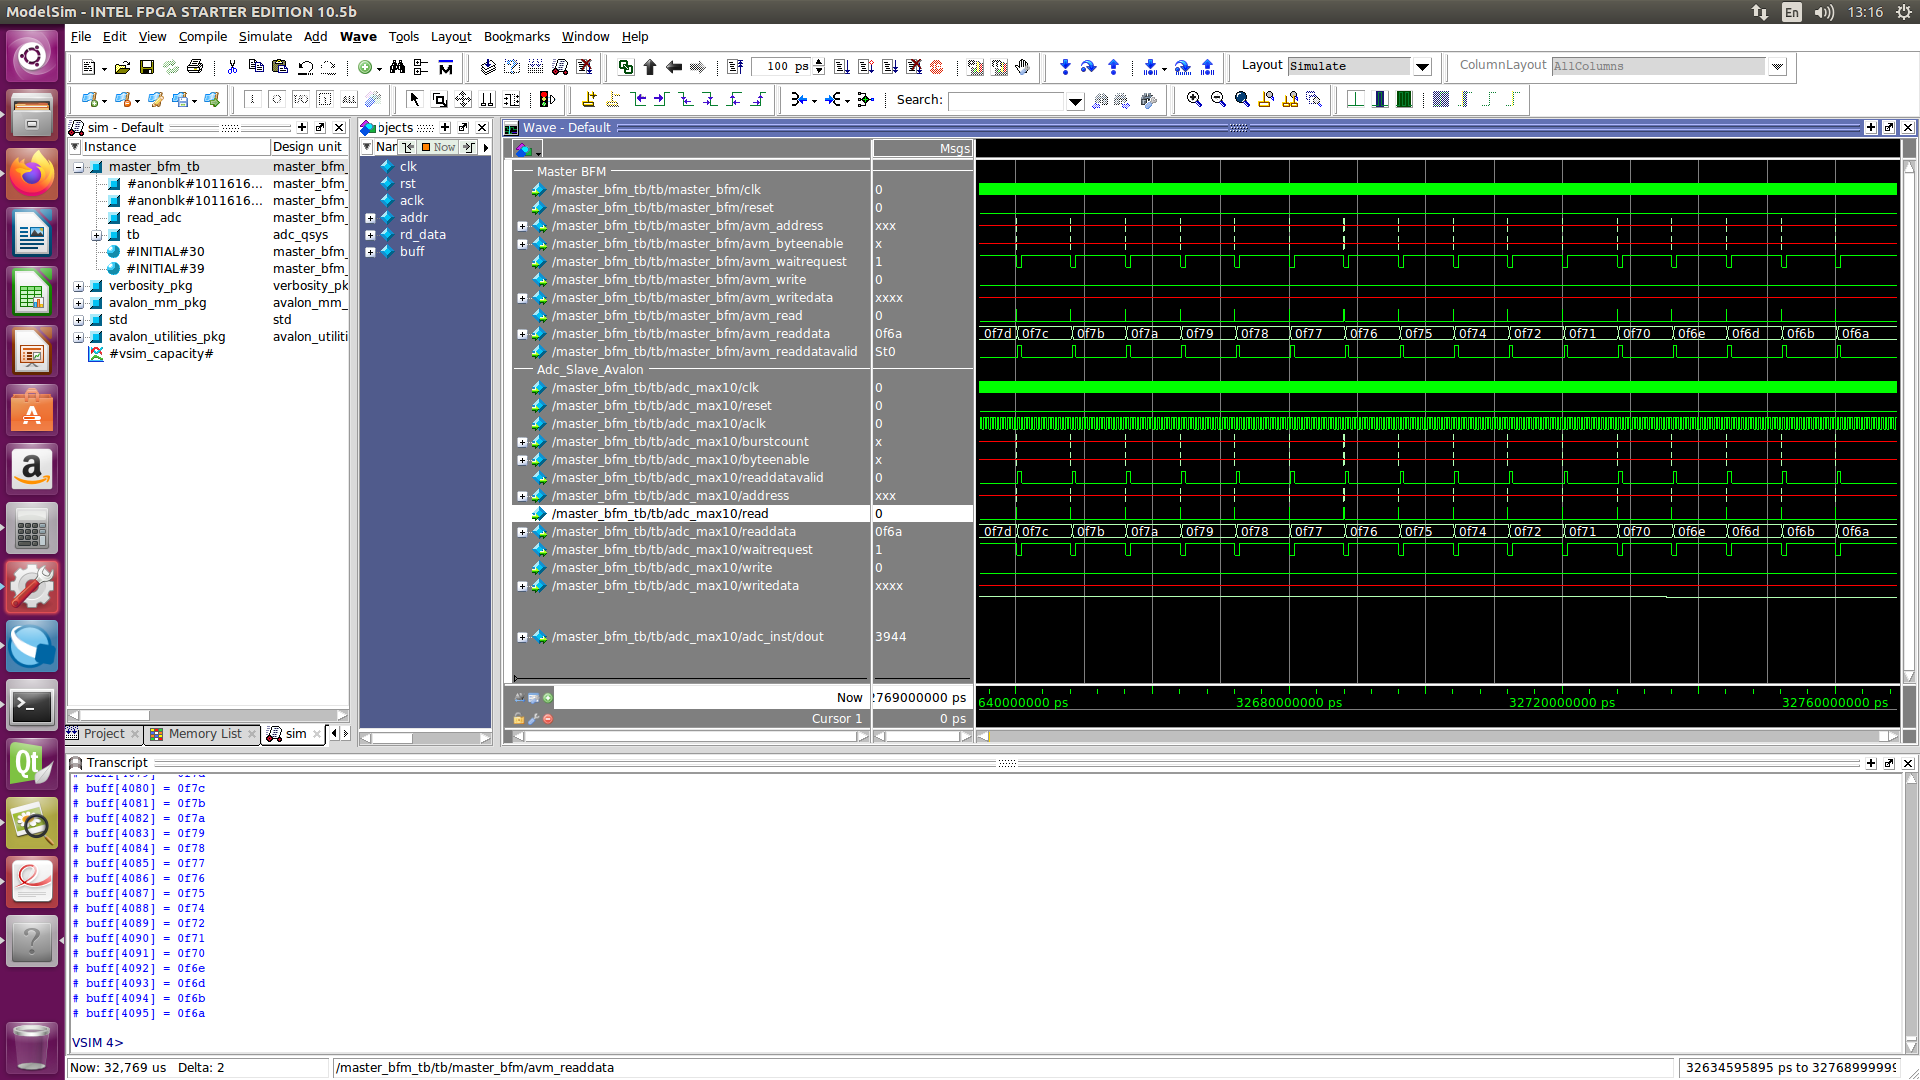 ModelSim - INTEL FPGA STARTER EDITION 10.5b
En
13:16
File Edit View Compile Simulate Add Wave Tools Layout Bookmarks Window Help
100 ps
Layout Simulate
ColumnLayout AllColumns
Search:
sim - Default
Instance Design unit
master_bfm_tb master_bfm_
#anonblk#1011616... master_bfm_
#anonblk#1011616... master_bfm_
read_adc master_bfm_
tb adc_qsys
#INITIAL#30 master_bfm_
#INITIAL#39 master_bfm_
verbosity_pkg verbosity_pk
avalon_mm_pkg avalon_mm_
std std
avalon_utilities_pkg avalon_utiliti
#vsim_capacity#
Project Memory List sim
bjects
Nar Now
clk
rst
aclk
addr
rd_data
buff
Wave - Default
Msgs
Master BFM
/master_bfm_tb/tb/master_bfm/clk 0
/master_bfm_tb/tb/master_bfm/reset 0
/master_bfm_tb/tb/master_bfm/avm_address xxx
/master_bfm_tb/tb/master_bfm/avm_byteenable x
/master_bfm_tb/tb/master_bfm/avm_waitrequest 1
/master_bfm_tb/tb/master_bfm/avm_write 0
/master_bfm_tb/tb/master_bfm/avm_writedata xxxx
/master_bfm_tb/tb/master_bfm/avm_read 0
/master_bfm_tb/tb/master_bfm/avm_readdata 0f6a 0f7d 0f7c 0f7b 0f7a 0f79 0f78 0f77 0f76 0f75 0f74 0f72 0f71 0f70 0f6e 0f6d 0f6b 0f6a
/master_bfm_tb/tb/master_bfm/avm_readdatavalid St0
Adc_Slave_Avalon
/master_bfm_tb/tb/adc_max10/clk 0
/master_bfm_tb/tb/adc_max10/reset 0
/master_bfm_tb/tb/adc_max10/aclk 0
/master_bfm_tb/tb/adc_max10/burstcount x
/master_bfm_tb/tb/adc_max10/byteenable x
/master_bfm_tb/tb/adc_max10/readdatavalid 0
/master_bfm_tb/tb/adc_max10/address xxx
/master_bfm_tb/tb/adc_max10/read 0
/master_bfm_tb/tb/adc_max10/readdata 0f6a 0f7d 0f7c 0f7b 0f7a 0f79 0f78 0f77 0f76 0f75 0f74 0f72 0f71 0f70 0f6e 0f6d 0f6b 0f6a
/master_bfm_tb/tb/adc_max10/waitrequest 1
/master_bfm_tb/tb/adc_max10/write 0
/master_bfm_tb/tb/adc_max10/writedata xxxx
/master_bfm_tb/tb/adc_max10/adc_inst/dout 3944
Now 2769000000 ps 640000000 ps 32680000000 ps 32720000000 ps 32760000000 ps
Cursor 1 0 ps
Transcript
# buff[4080] = 0f7c
# buff[4081] = 0f7b
# buff[4082] = 0f7a
# buff[4083] = 0f79
# buff[4084] = 0f78
# buff[4085] = 0f77
# buff[4086] = 0f76
# buff[4087] = 0f75
# buff[4088] = 0f74
# buff[4089] = 0f72
# buff[4090] = 0f71
# buff[4091] = 0f70
# buff[4092] = 0f6e
# buff[4093] = 0f6d
# buff[4094] = 0f6b
# buff[4095] = 0f6a
VSIM 4>
Now: 32,769 us Delta: 2 /master_bfm_tb/tb/master_bfm/avm_readdata 32634595895 ps to 32768999999